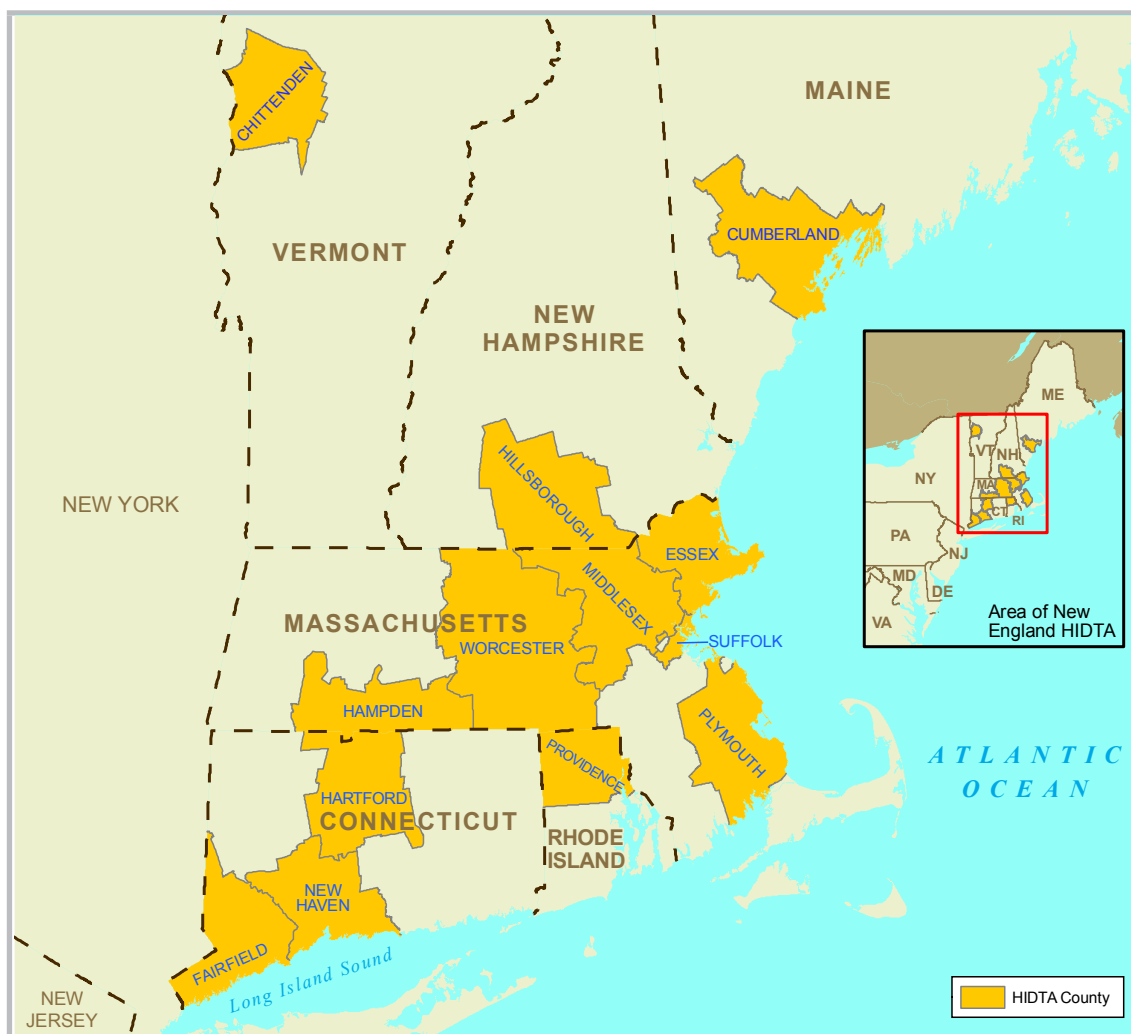 CHITTENDEN
MAINE
CUMBERLAND
VERMONT
NEW
HAMPSHIRE
NEW YORK
HILLSBOROUGH
ESSEX
MIDDLESEX
MASSACHUSETTS
WORCESTER
SUFFOLK
HAMPDEN
PLYMOUTH
PROVIDENCE
HARTFORD
CONNECTICUT
RHODE
ISLAND
NEW
HAVEN
FAIRFIELD
Long Island Sound
NEW
JERSEY
ATLANTIC
OCEAN
ME
VT
NH
NY
MA
CT
RI
PA
NJ
MD
DE
VA
Area of New
England HIDTA
HIDTA County